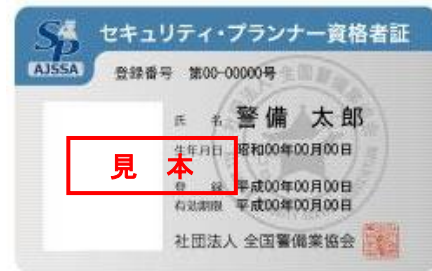 Sp
AJSSA
セキュリティ・プランナー資格者証
登録番号 第00-00000号
氏 名 警備 太郎
生年月日 昭和00年00月00日
見本
登 録 平成00年00月00日
有効期限 平成00年00月00日
社団法人 全国警備業協会